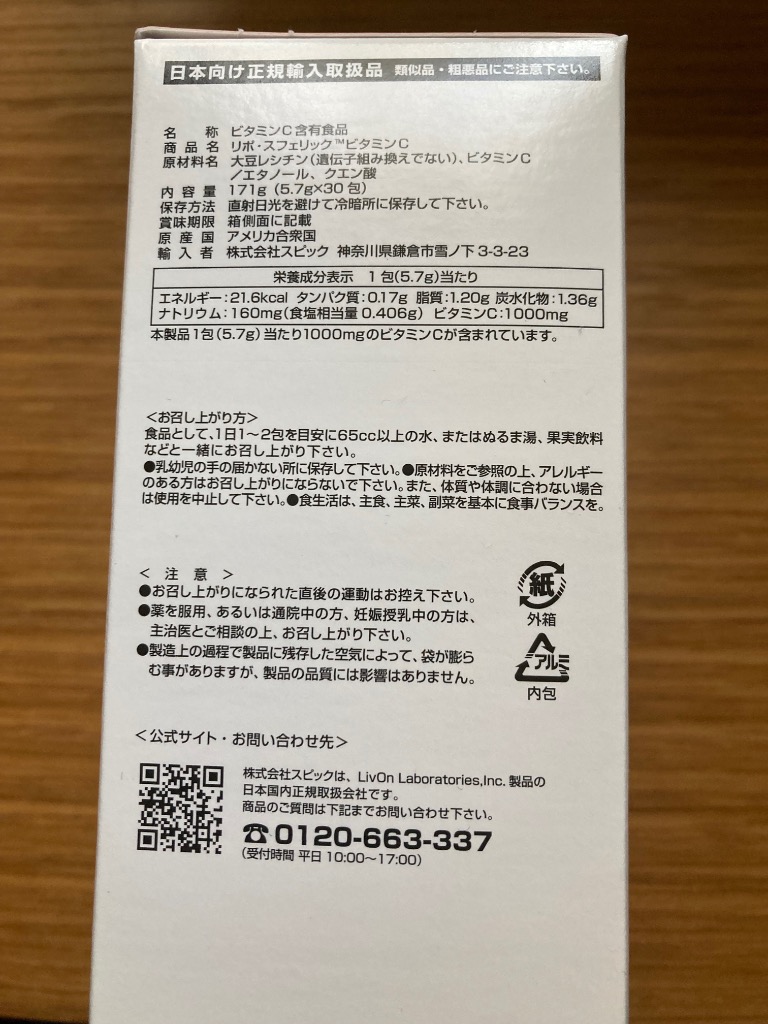 日本向け正規輸入取扱品 類似品・粗悪品にご注意下さい。
名称 ビタミンC含有食品
商品名 リポ・スフェリック™ビタミンC
原材料名 大豆レシチン(遺伝子組み換えでない)、ビタミンC
/エタノール、クエン酸
内容量 171g (5.7g×30包)
保存方法 直射日光を避けて冷暗所に保存して下さい。
賞味期限 箱側面に記載
原産国 アメリカ合衆国
輸入者 株式会社スピック 神奈川県鎌倉市雪ノ下3-3-23
栄養成分表示 1包(5.7g)当たり
エネルギー:21.6kcal タンパク質:0.17g 脂質:1.20g 炭水化物:1.36g
ナトリウム:160mg(食塩相当量0.406g) ビタミンC:1000mg
本製品1包(5.7g)当たり1000mgのビタミンCが含まれています。
<お召し上がり方>
食品として、1日1~2包を目安に65cc以上の水、またはぬるま湯、果実飲料
などと一緒にお召し上がり下さい。
●乳幼児の手の届かない所に保存して下さい。●原材料をご参照の上、アレルギー
のある方はお召し上がりにならないで下さい。また、体質や体調に合わない場合
は使用を中止して下さい。●食生活は、主食、主菜、副菜を基本に食事バランスを。
<注意>
●お召し上がりになられた直後の運動はお控え下さい。
●薬を服用、あるいは通院中の方、妊娠授乳中の方は、
主治医とご相談の上、お召し上がり下さい。
●製造上の過程で製品に残存した空気によって、袋が膨ら
む事がありますが、製品の品質には影響はありません。
紙
外箱
アルミ
内包
<公式サイト・お問い合わせ先>
株式会社スピックは、LivOn Laboratories,Inc.製品の
日本国内正規取扱会社です。
商品のご質問は下記までお問い合わせ下さい。
☎0120-663-337
(受付時間 平日10:00~17:00)